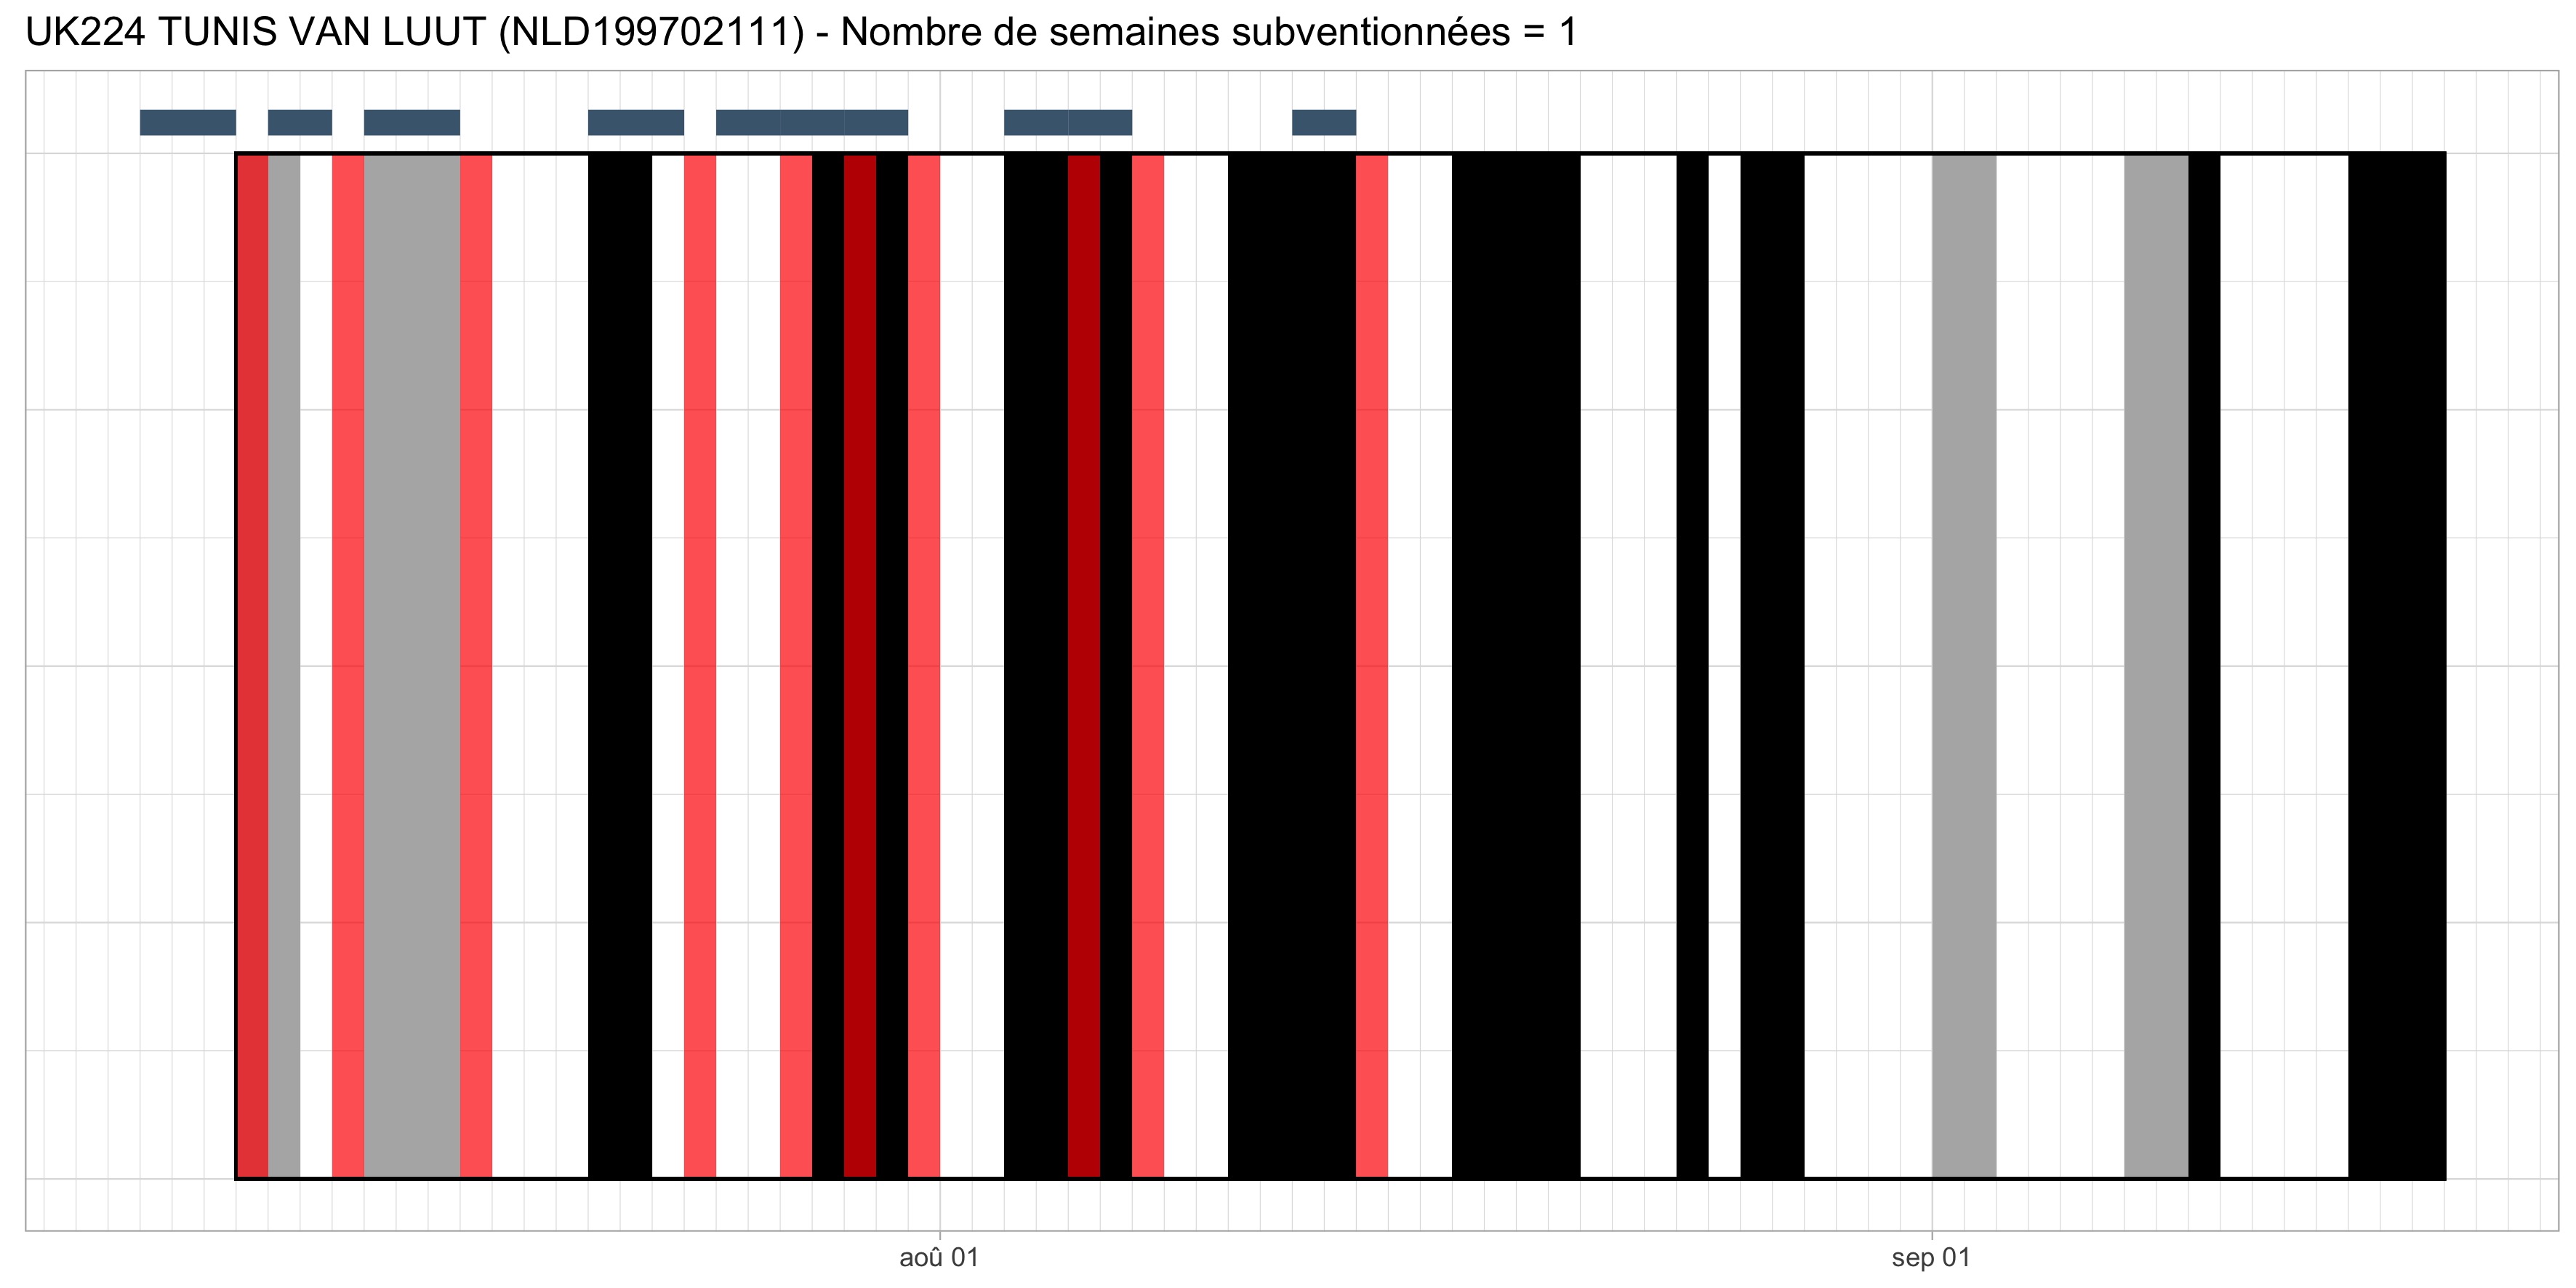 UK224 TUNIS VAN LUUT (NLD199702111) - Nombre de semaines subventionnées = 1
aoû 01
sep 01